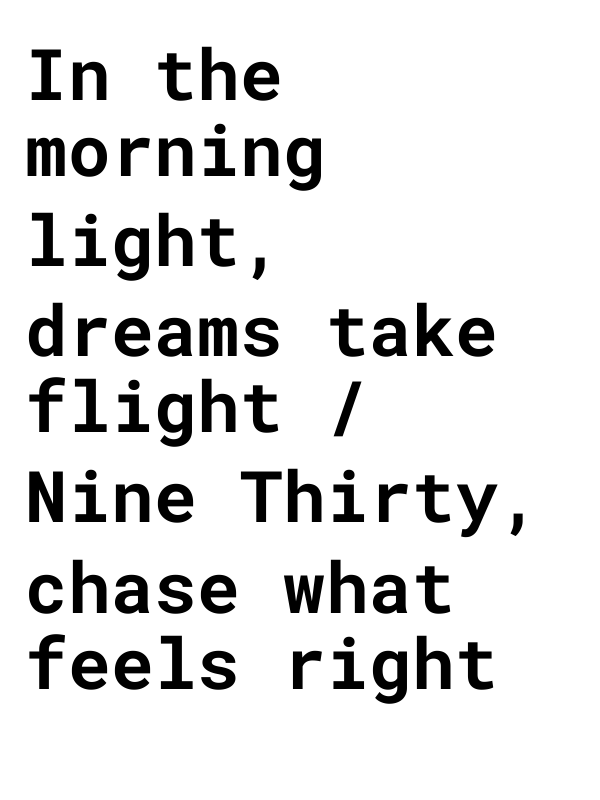 In the
morning
light,
dreams take
flight /
Nine Thirty,
chase what
feels right